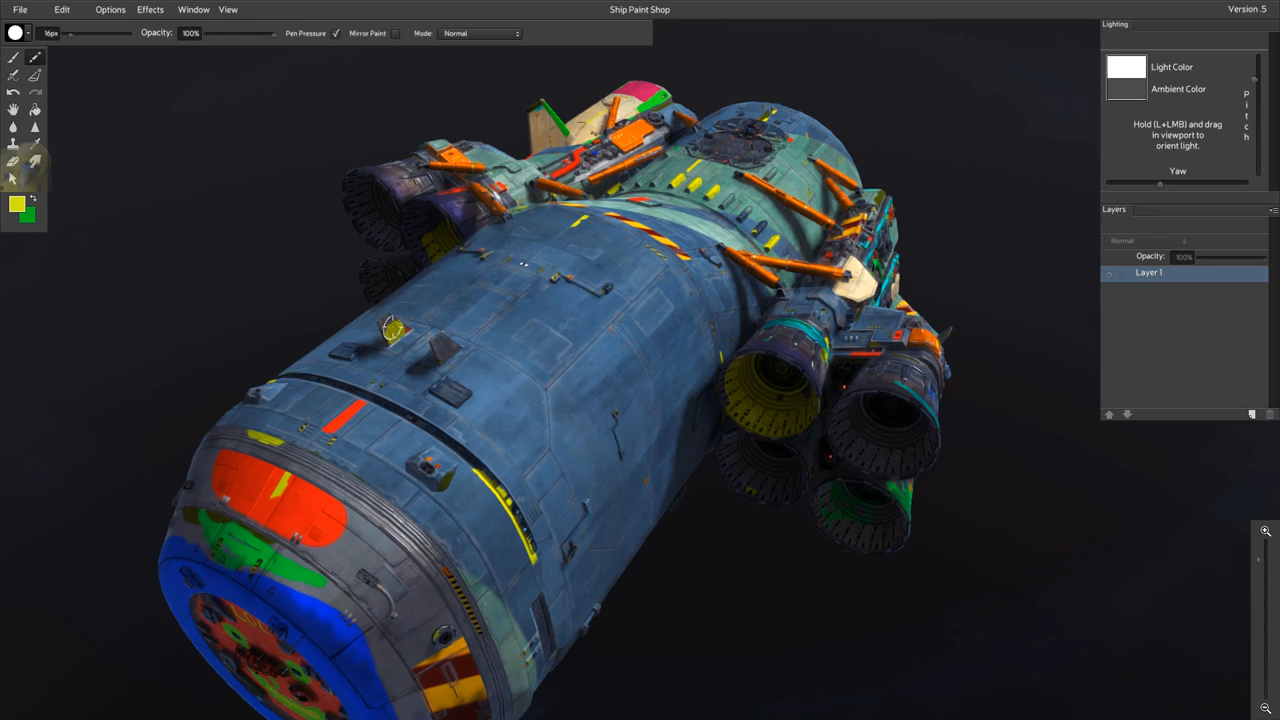 File Edit Options Effects Window View
Ship Paint Shop
Version .5
16px Opacity: 100% Pen Pressure Mirror Paint Mode: Normal
Lighting
Light Color
Ambient Color
Pitch
Hold (L+LMB) and drag
in viewport to
orient light.
Yaw
Layers
Normal
Opacity: 100%
Layer 1